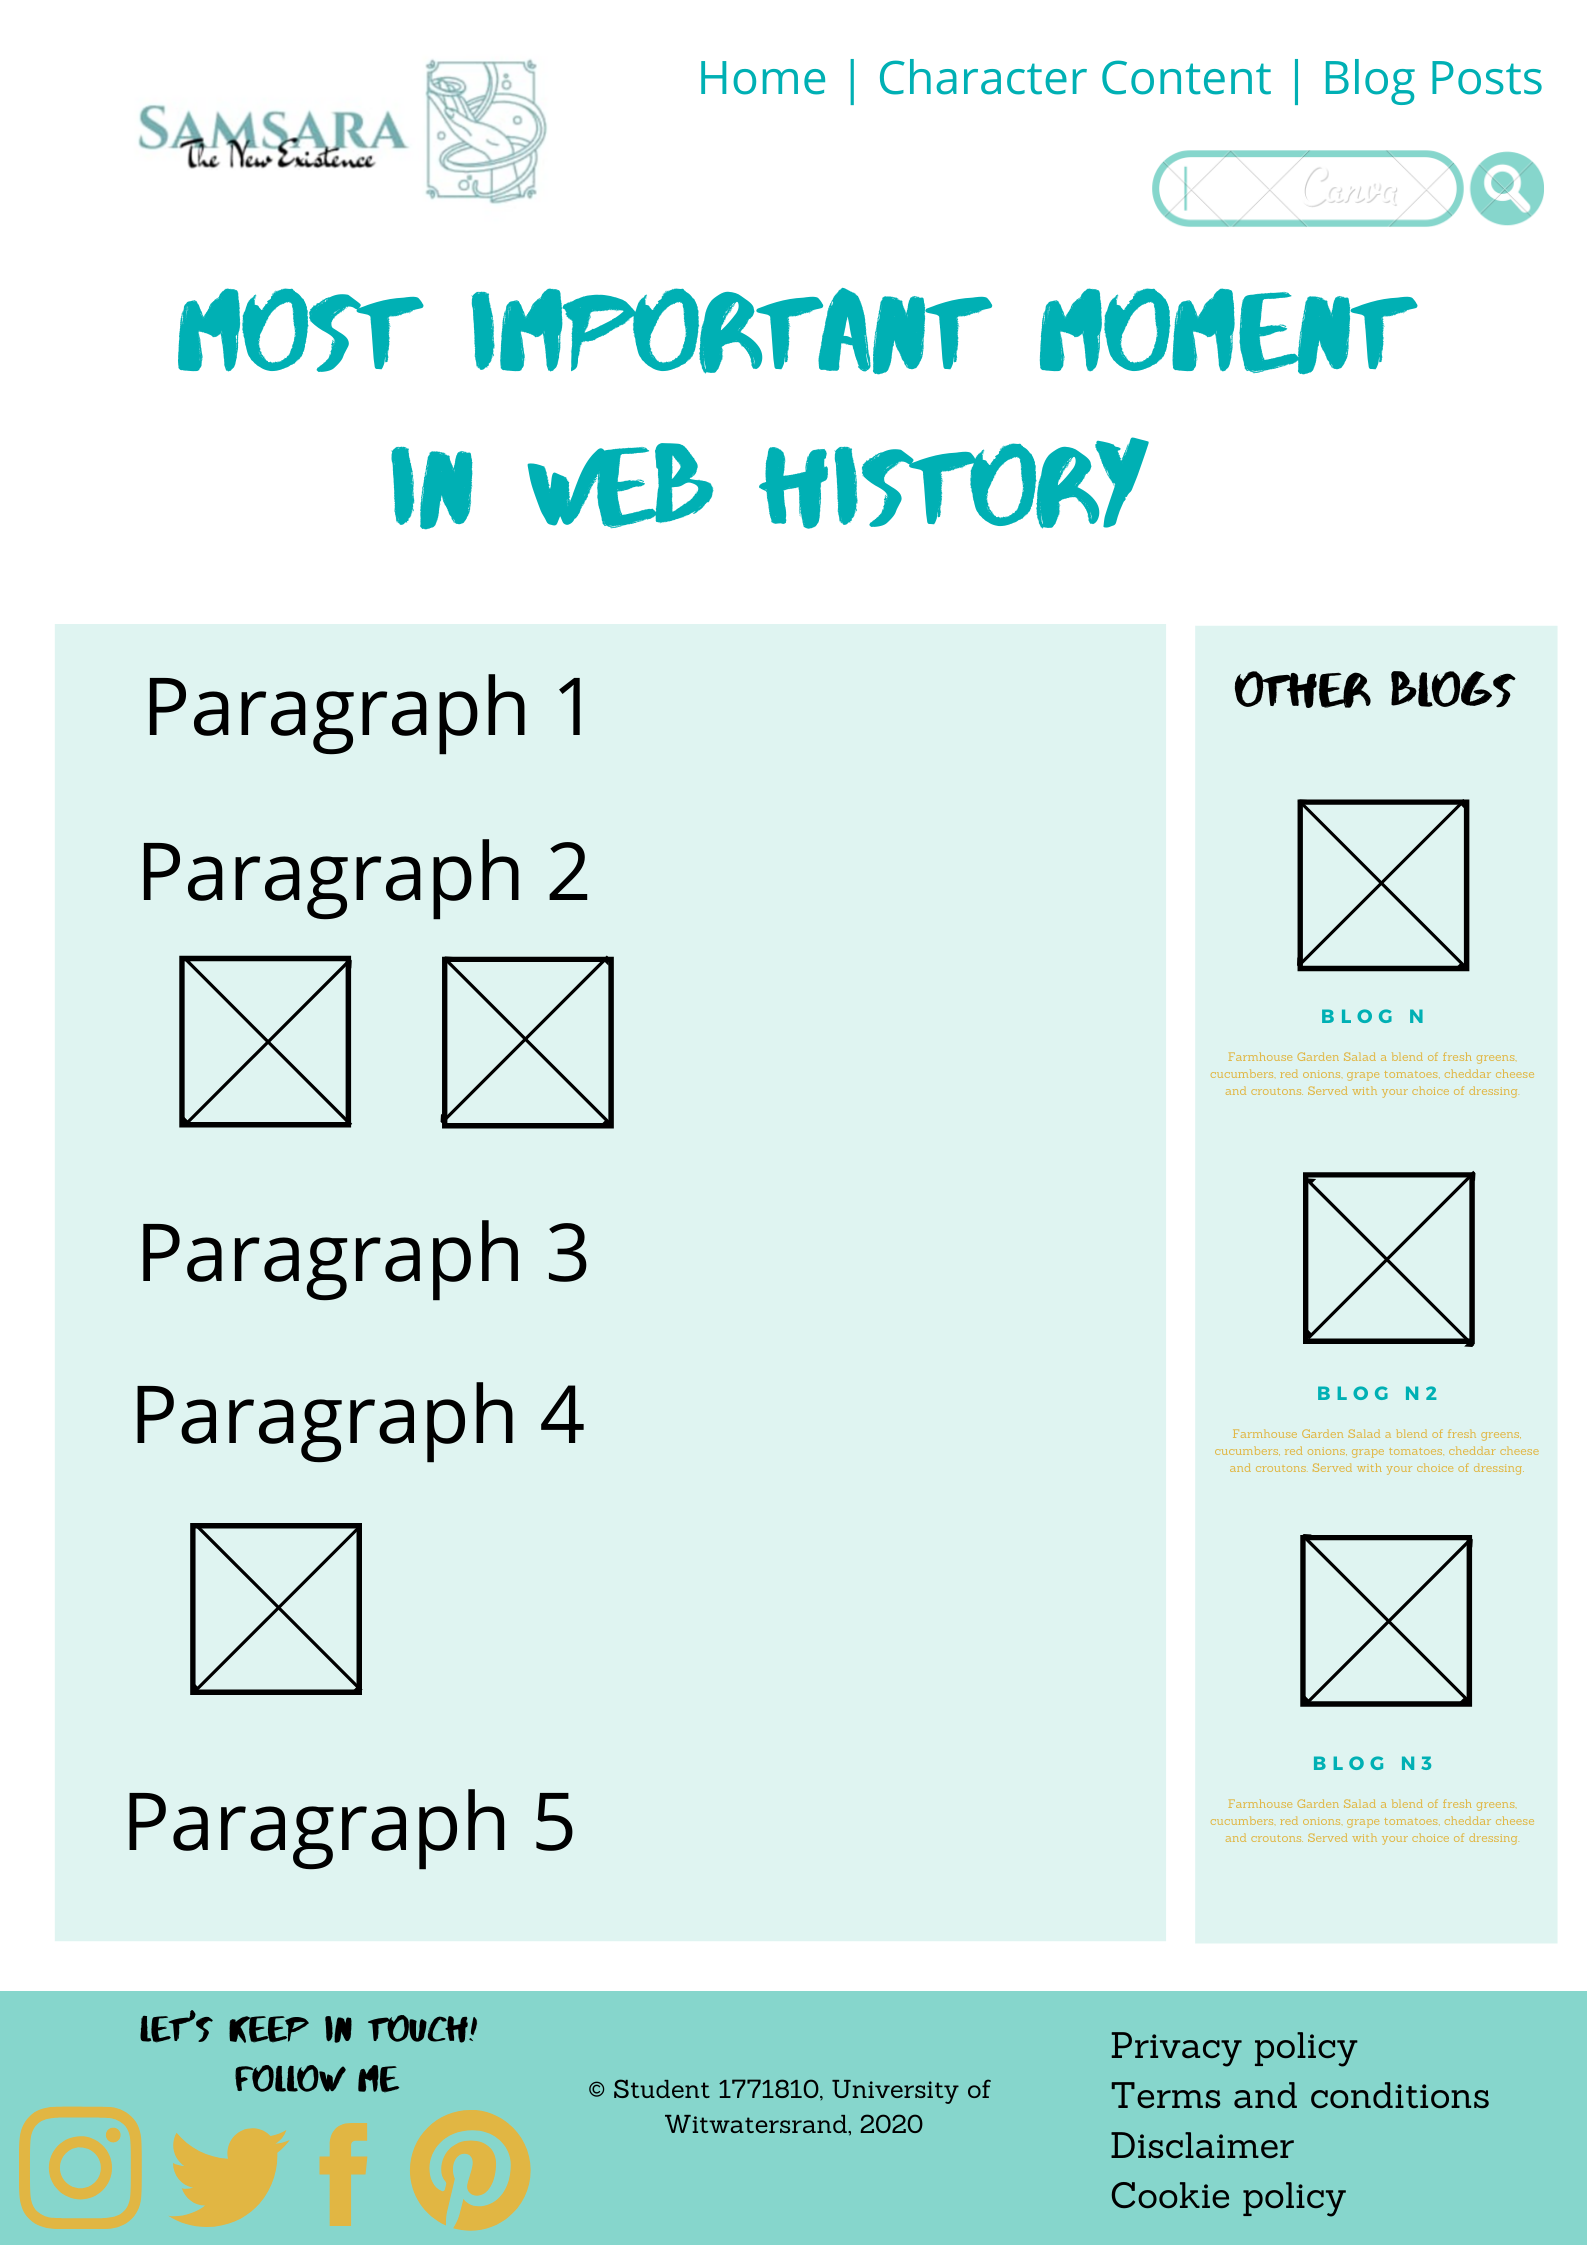 SAMSARA
The New Existence
Home | Character Content | Blog Posts
Canva
MOST IMPORTANT MOMENT
IN WEB HISTORY
Paragraph 1
Paragraph 2
Paragraph 3
Paragraph 4
Paragraph 5
OTHER BLOGS
BLOG N
Farmhouse Garden Salad a blend of fresh greens,
cucumbers, red onions, grape tomatoes, cheddar cheese
and croutons. Served with your choice of dressing.
BLOG N2
Farmhouse Garden Salad a blend of fresh greens,
cucumbers, red onions, grape tomatoes, cheddar cheese
and croutons. Served with your choice of dressing.
BLOG N3
Farmhouse Garden Salad a blend of fresh greens,
cucumbers, red onions, grape tomatoes, cheddar cheese
and croutons. Served with your choice of dressing.
LET'S KEEP IN TOUCH!
FOLLOW ME
© Student 1771810, University of
Witwatersrand, 2020
Privacy policy
Terms and conditions
Disclaimer
Cookie policy